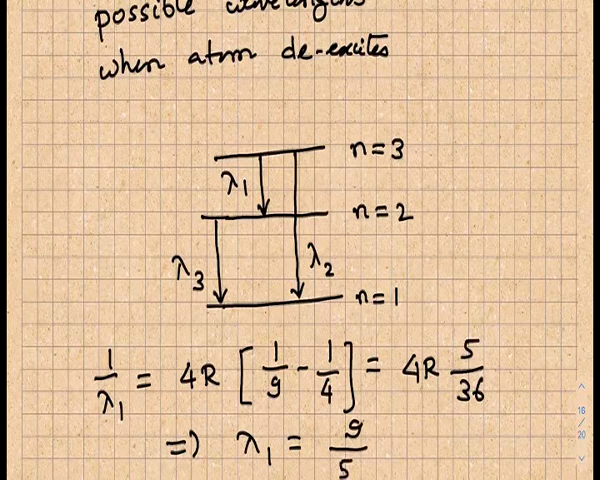 possible wavelengths
when atom de-excites
n=3
λ1
n=2
λ3
λ2
n=1
1/λ1 = 4R [1/9 - 1/4] = 4R 5/36
=) λ1 = 9/5
16
/
20